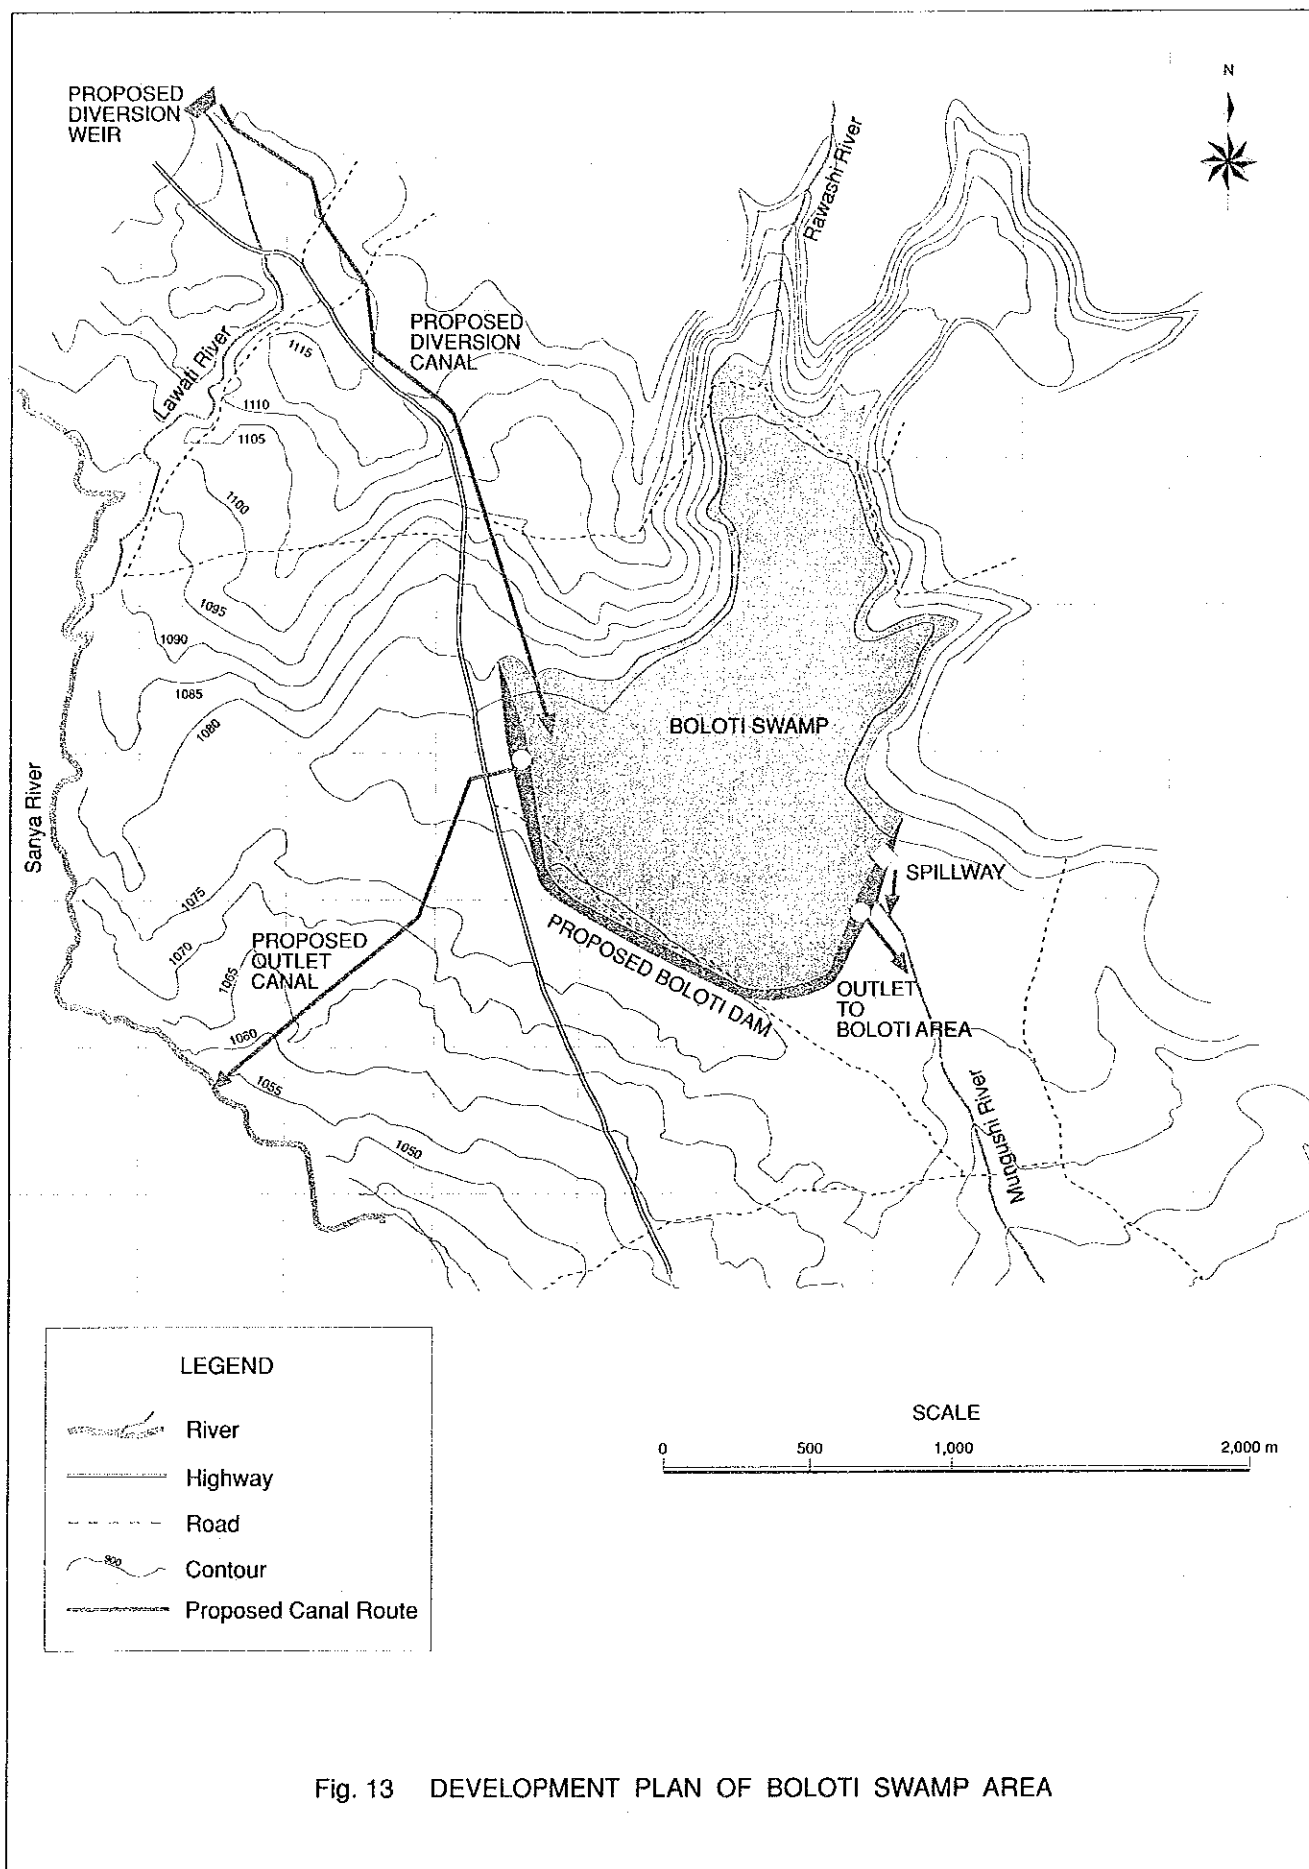 N
PROPOSED
DIVERSION
WEIR
Rawashi River
PROPOSED
DIVERSION
CANAL
Lawati River
1115
1110
1105
1100
1095
1090
1085
1080
BOLOTI SWAMP
Sanya River
SPILLWAY
1075
1070
1065
1060
1055
1050
PROPOSED
OUTLET
CANAL
PROPOSED BOLOTI DAM
OUTLET
TO
BOLOTI AREA
Mungushi River
LEGEND
River
Highway
Road
900
Contour
Proposed Canal Route
SCALE
0 500 1,000 2,000 m
Fig. 13 DEVELOPMENT PLAN OF BOLOTI SWAMP AREA